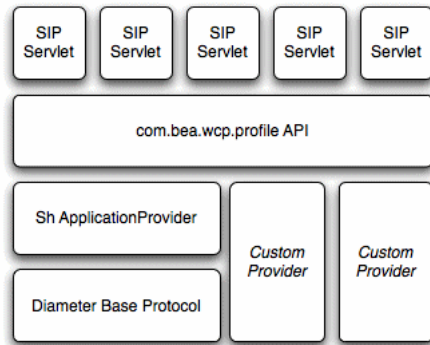 SIP
Servlet
SIP
Servlet
SIP
Servlet
SIP
Servlet
SIP
Servlet
com.bea.wcp.profile API
Sh ApplicationProvider
Custom
Provider
Custom
Provider
Diameter Base Protocol